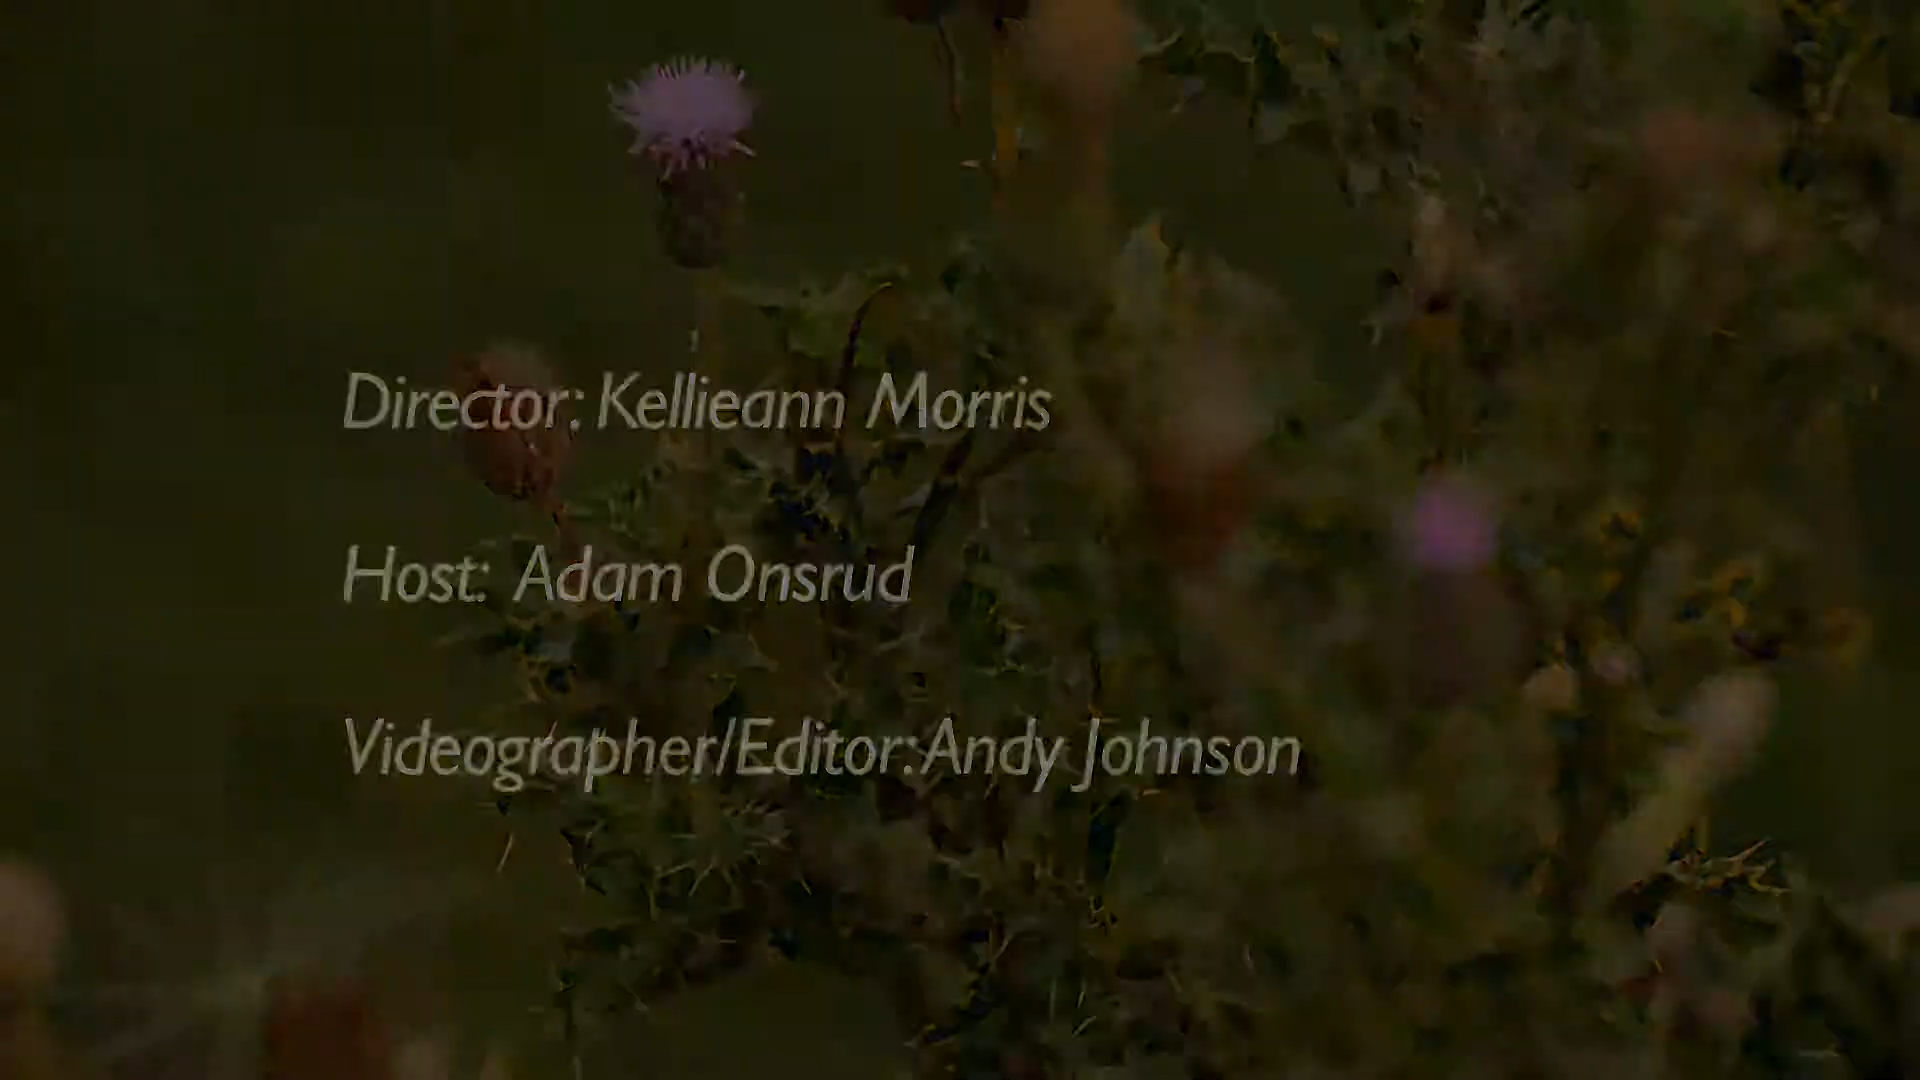 Director: Kellieann Morris
Host: Adam Onsrud
Videographer/Editor: Andy Johnson